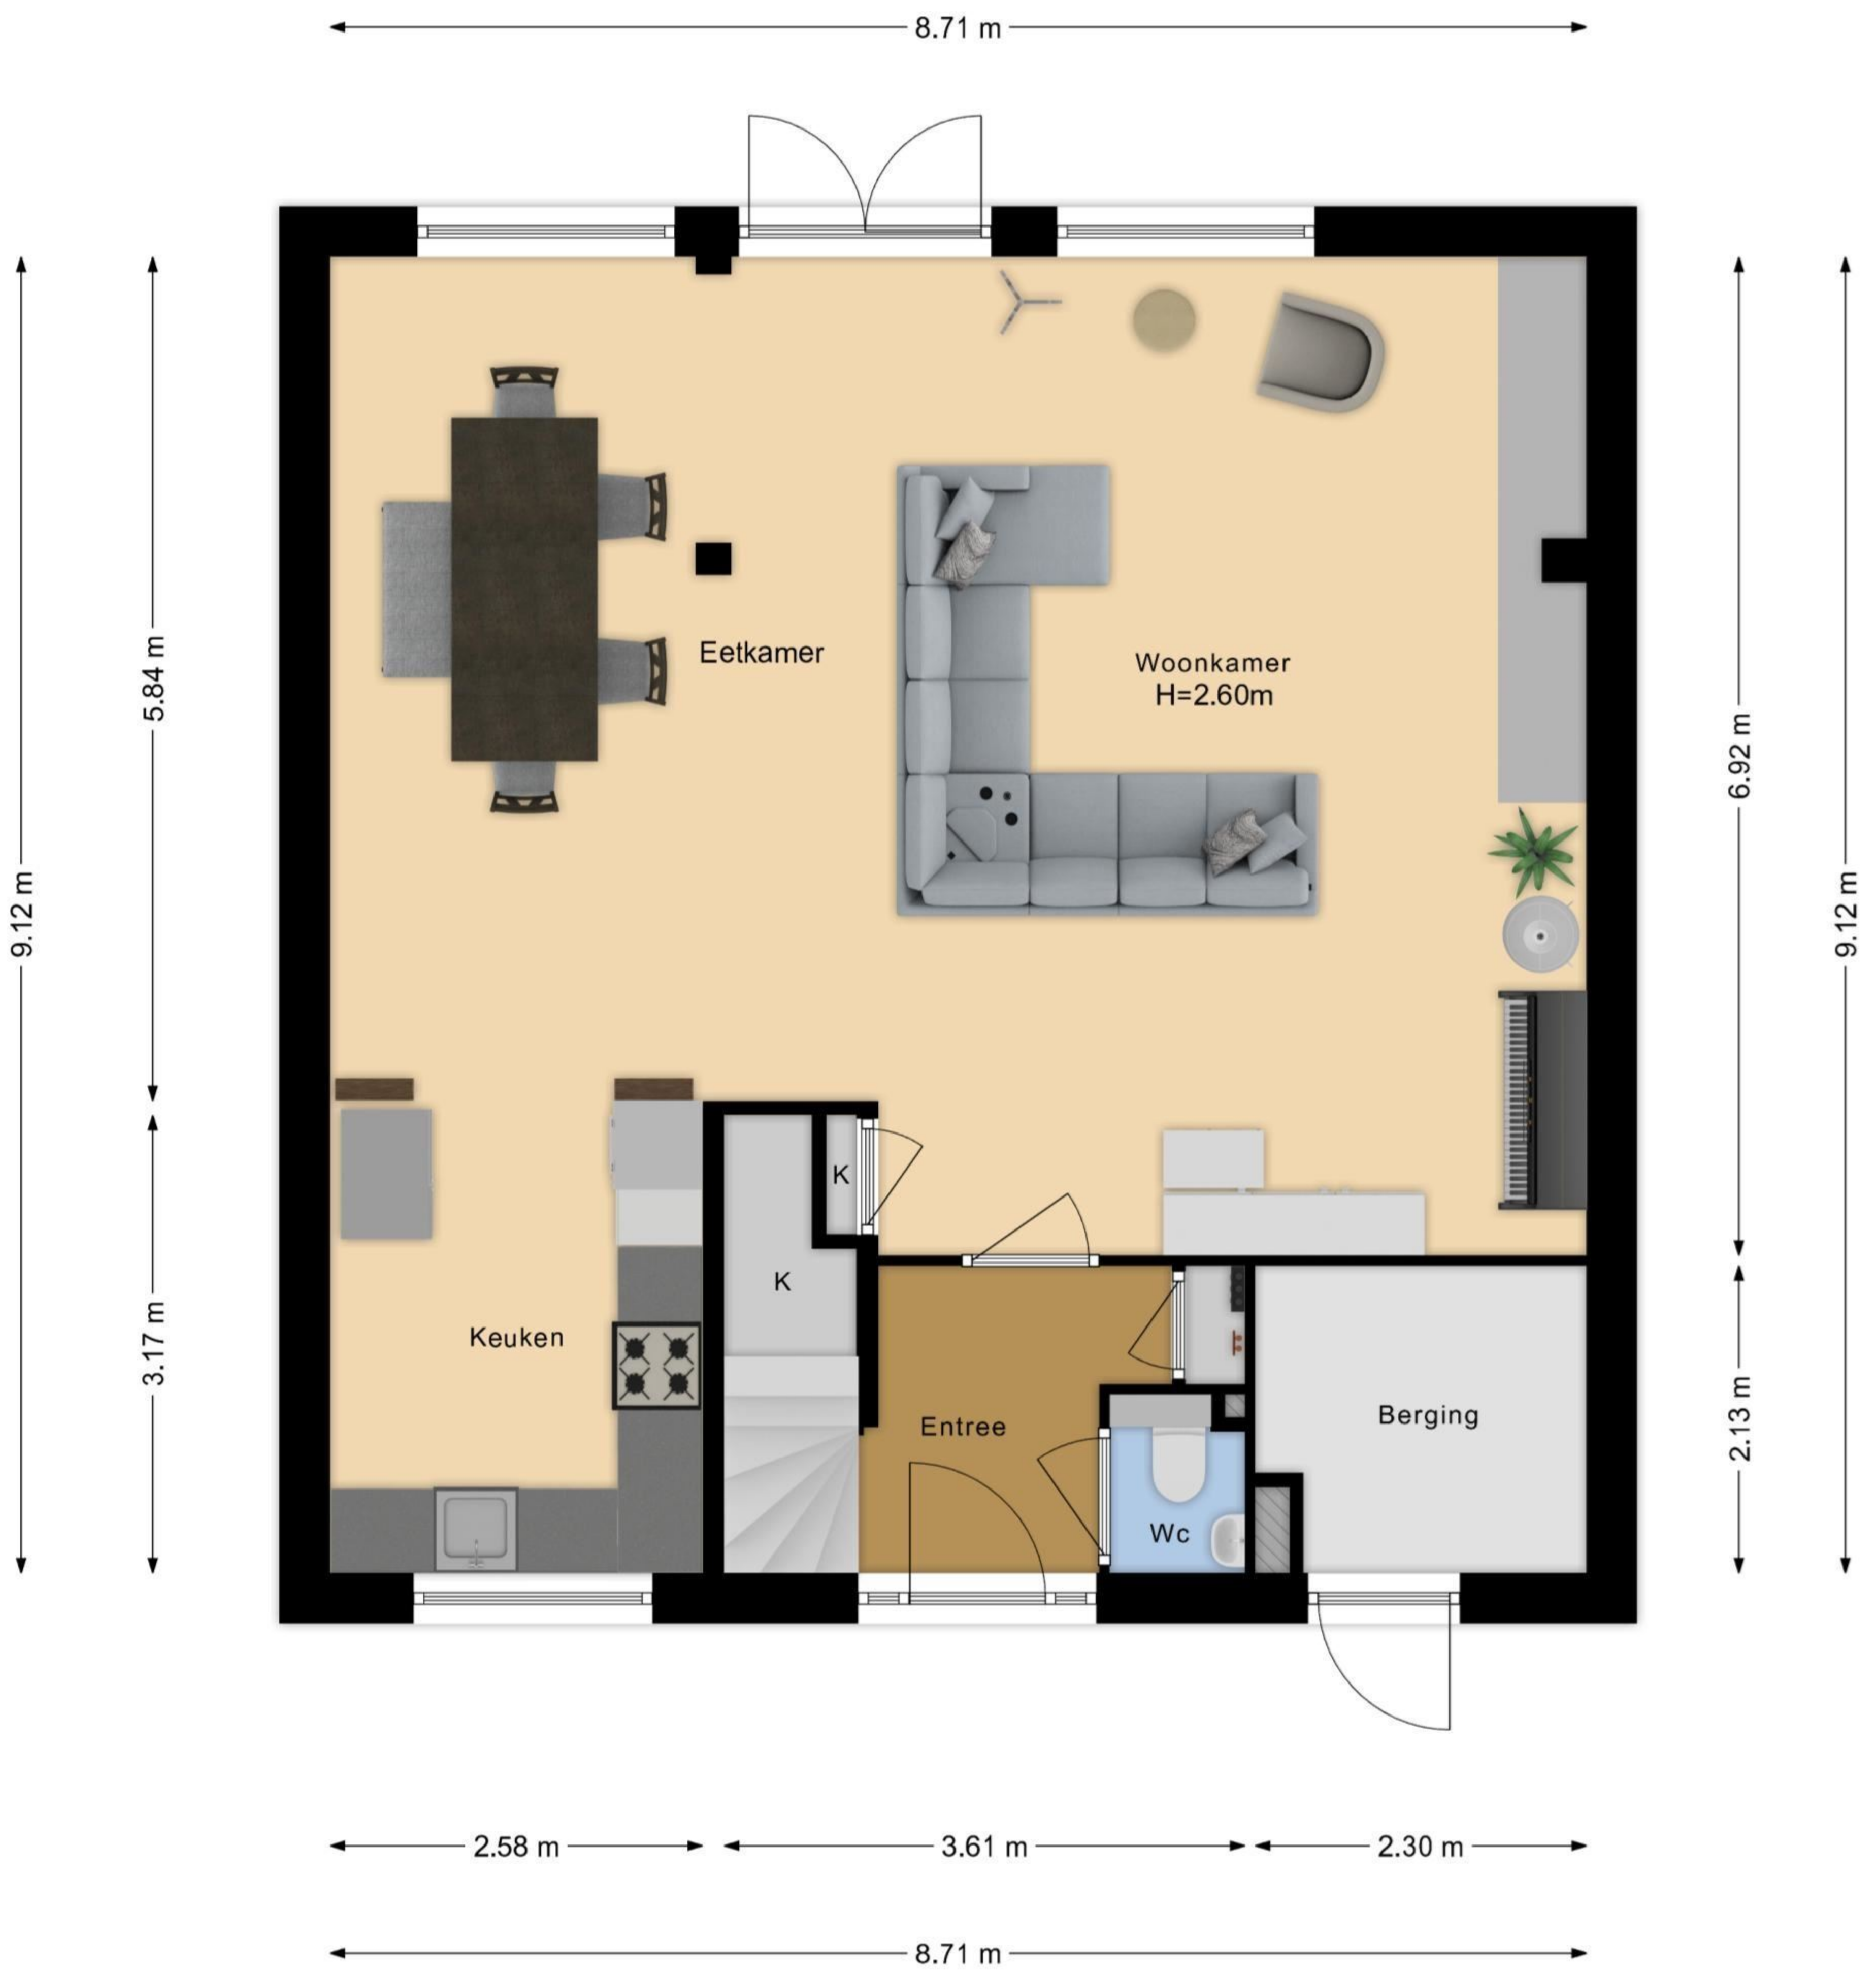 8.71 m
Eetkamer
Woonkamer
H=2.60m
5.84 m
6.92 m
9.12 m
9.12 m
K
K
Keuken
3.17 m
Entree
Berging
2.13 m
Wc
2.58 m
3.61 m
2.30 m
8.71 m